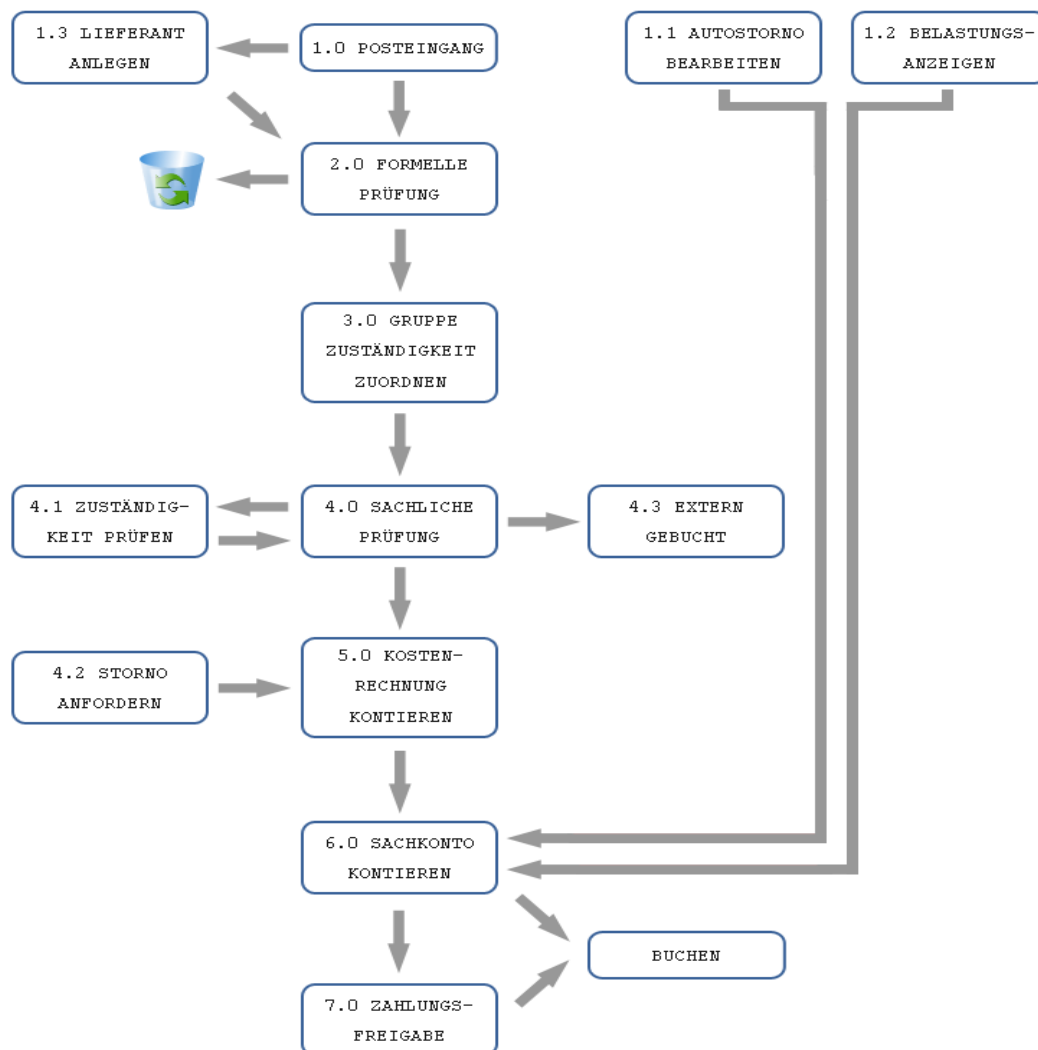 1.3 LIEFERANT
ANLEGEN
1.0 POSTEINGANG
1.1 AUTOSTORNO
BEARBEITEN
1.2 BELASTUNGS-
ANZEIGEN
2.0 FORMELLE
PRÜFUNG
3.0 GRUPPE
ZUSTÄNDIGKEIT
ZUORDNEN
4.1 ZUSTÄNDIG-
KEIT PRÜFEN
4.0 SACHLICHE
PRÜFUNG
4.3 EXTERN
GEBUCHT
4.2 STORNO
ANFORDERN
5.0 KOSTEN-
RECHNUNG
KONTIEREN
6.0 SACHKONTO
KONTIEREN
BUCHEN
7.0 ZAHLUNGS-
FREIGABE